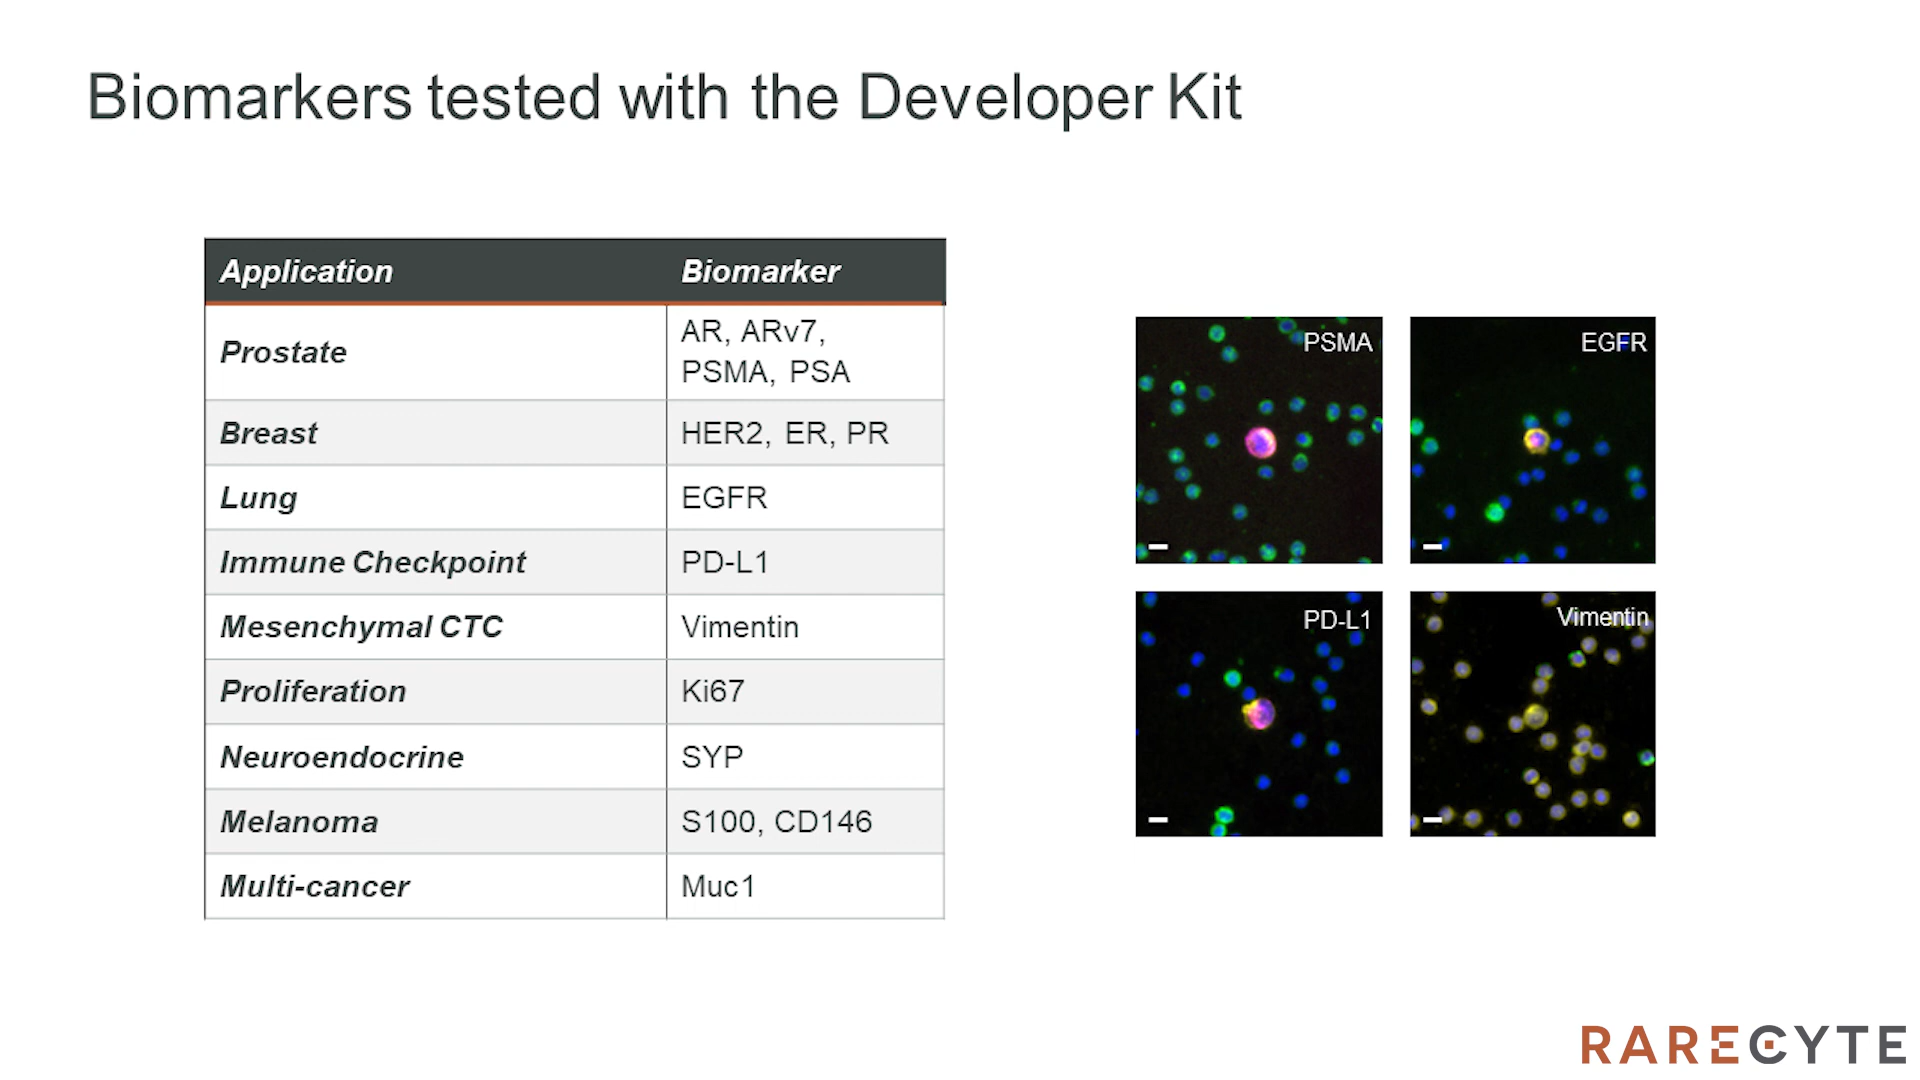 Biomarkers tested with the Developer Kit
Application Biomarker
Prostate AR, ARv7,
PSMA, PSA
Breast HER2, ER, PR
Lung EGFR
Immune Checkpoint PD-L1
Mesenchymal CTC Vimentin
Proliferation Ki67
Neuroendocrine SYP
Melanoma S100, CD146
Multi-cancer Muc1
PSMA
EGFR
PD-L1
Vimentin
RARECYTE